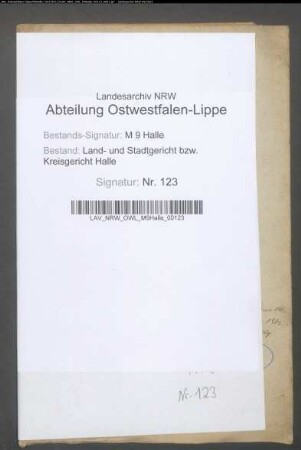 Landesarchiv NRW
Abteilung Ostwestfalen-Lippe
Bestands-Signatur: M 9 Halle
Bestand: Land- und Stadtgericht bzw.
Kreisgericht Halle
Signatur: Nr. 123
LAV_NRW_OWL_M9Halle_00123
Nr. 123